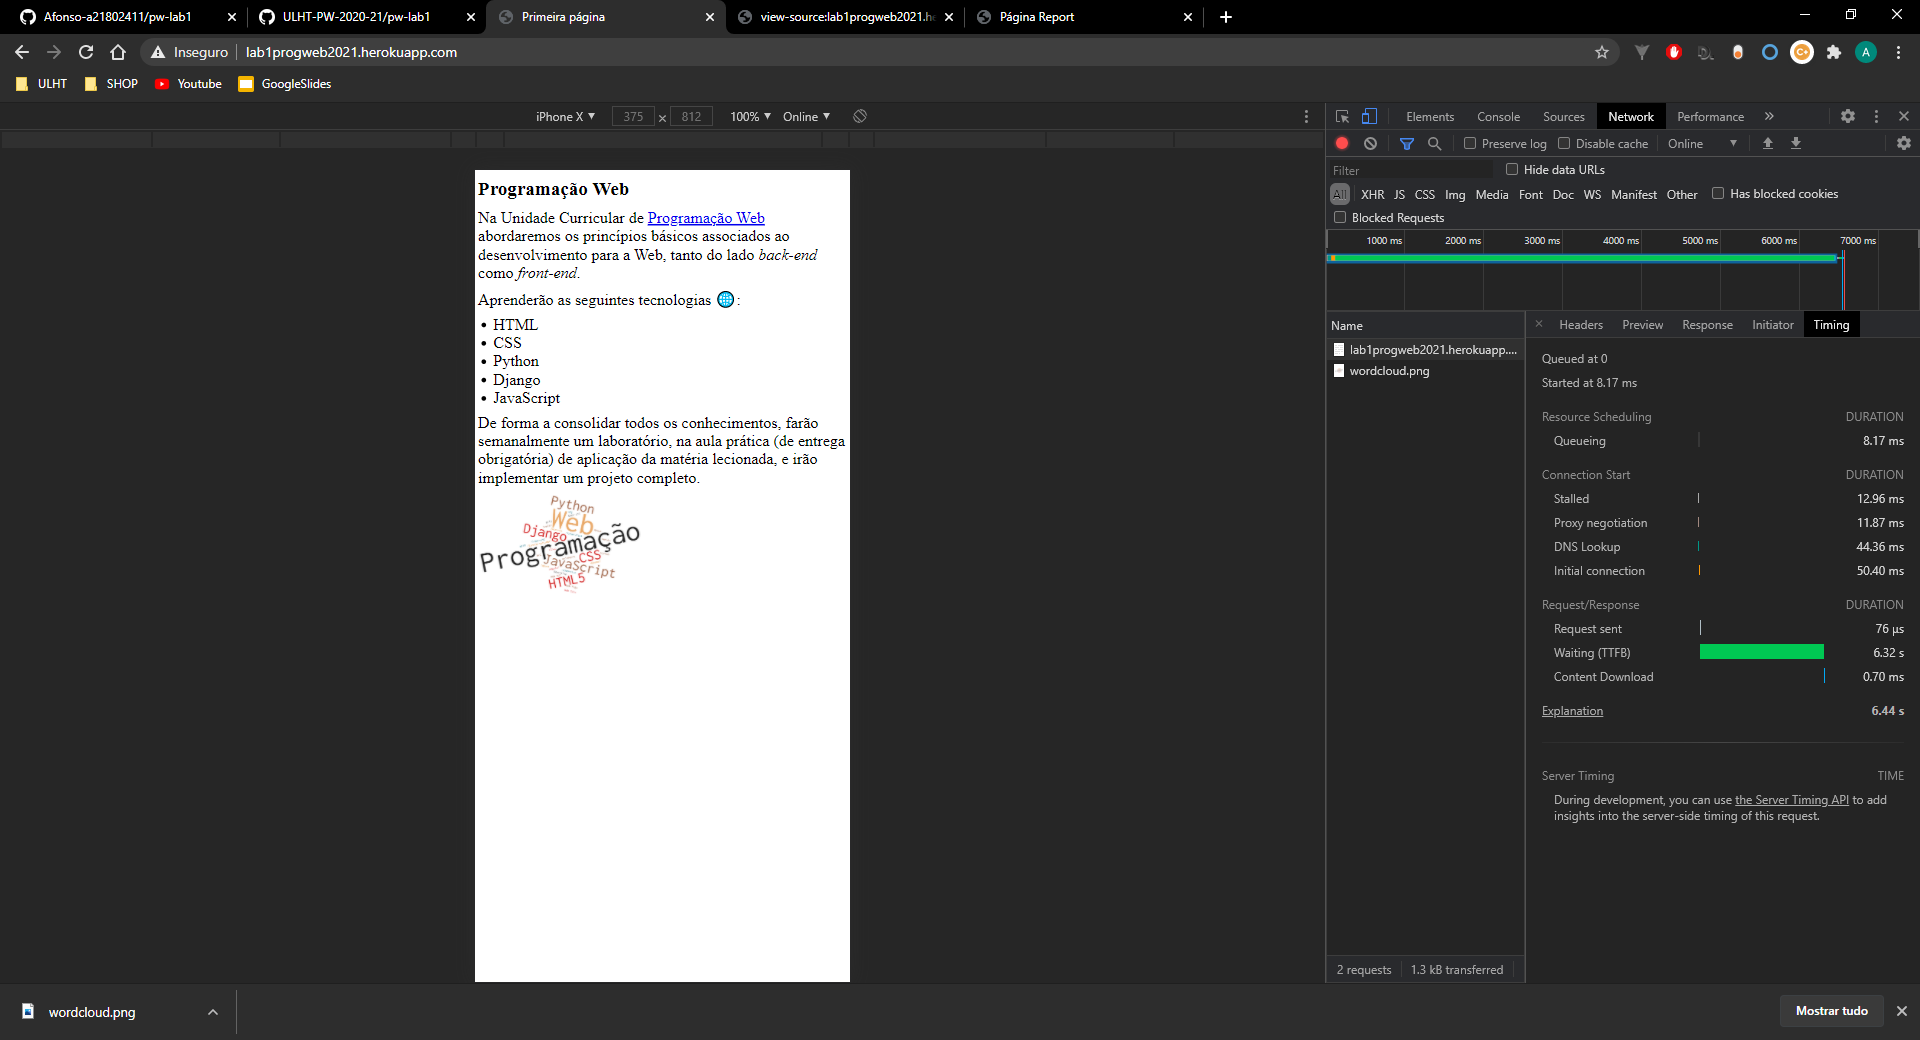 Afonso-a21802411/pw-lab1
ULHT-PW-2020-21/pw-lab1
Primeira página
view-source:lab1progweb2021.he
Página Report
Inseguro
lab1progweb2021.herokuapp.com
ULHT
SHOP
Youtube
GoogleSlides
iPhone X
375 × 812
100%
Online
Elements
Console
Sources
Network
Performance
Preserve log
Disable cache
Online
Filter
Hide data URLs
All
XHR
JS
CSS
Img
Media
Font
Doc
WS
Manifest
Other
Has blocked cookies
Blocked Requests
1000 ms
2000 ms
3000 ms
4000 ms
5000 ms
6000 ms
7000 ms
Programação Web
Na Unidade Curricular de Programação Web
abordaremos os princípios básicos associados ao
desenvolvimento para a Web, tanto do lado back-end
como front-end.
Aprenderão as seguintes tecnologias 🌐:
• HTML
• CSS
• Python
• Django
• JavaScript
De forma a consolidar todos os conhecimentos, farão
semanalmente um laboratório, na aula prática (de entrega
obrigatória) de aplicação da matéria lecionada, e irão
implementar um projeto completo.
Python
Web
Django
Programação
CSS
JavaScript
HTML5
Name
lab1progweb2021.herokuapp....
wordcloud.png
Headers
Preview
Response
Initiator
Timing
Queued at 0
Started at 8.17 ms
Resource Scheduling DURATION
Queueing 8.17 ms
Connection Start DURATION
Stalled 12.96 ms
Proxy negotiation 11.87 ms
DNS Lookup 44.36 ms
Initial connection 50.40 ms
Request/Response DURATION
Request sent 76 µs
Waiting (TTFB) 6.32 s
Content Download 0.70 ms
Explanation 6.44 s
Server Timing TIME
During development, you can use the Server Timing API to add
insights into the server-side timing of this request.
2 requests
1.3 kB transferred
wordcloud.png
Mostrar tudo